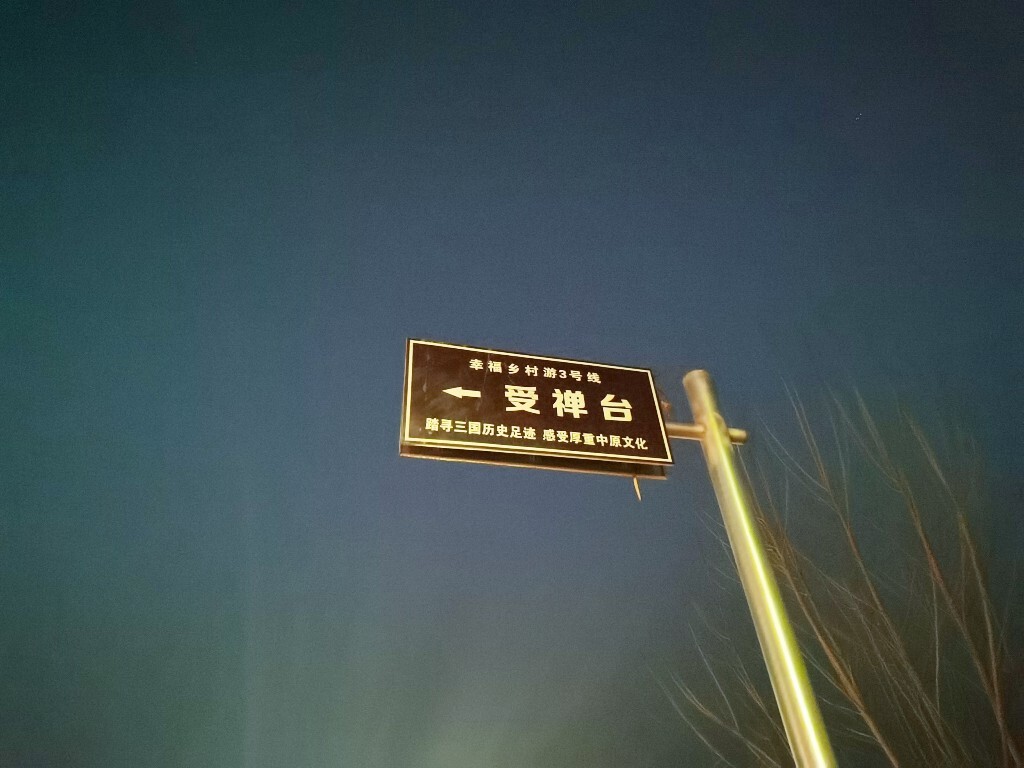 幸福乡村游3号线
受禅台
踏寻三国历史足迹 感受厚重中原文化